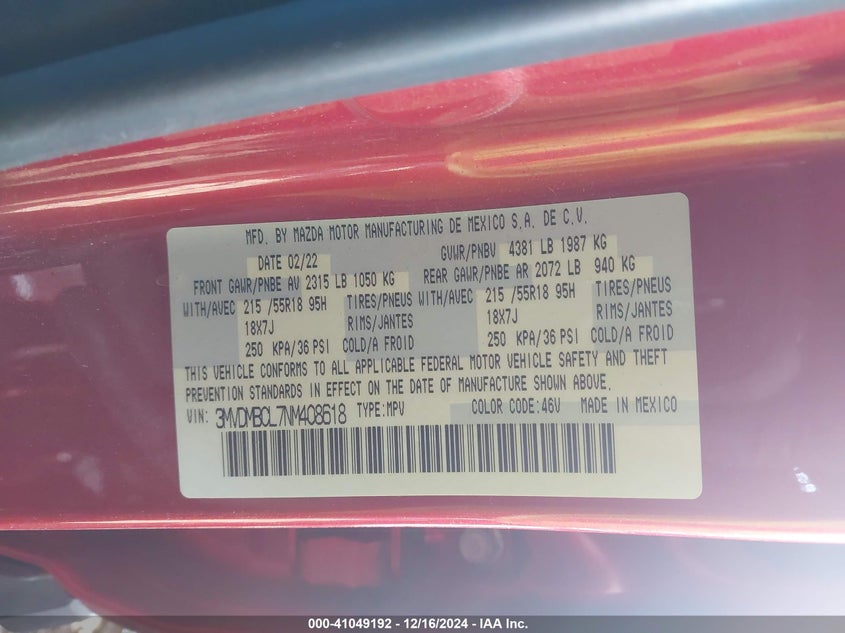 MFD. BY MAZDA MOTOR MANUFACTURING DE MEXICO S.A. DE C.V.
DATE 02/22 GVWR/PNBV 4381 LB 1987 KG
FRONT GAWR/PNBE AV 2315 LB 1050 KG REAR GAWR/PNBE AR 2072 LB 940 KG
WITH/AVEC 215 /55R18 95H TIRES/PNEUS WITH/AVEC 215 /55R18 95H TIRES/PNEUS
18X7J RIMS/JANTES 18X7J RIMS/JANTES
250 KPA/36 PSI COLD/A FROID 250 KPA/36 PSI COLD/A FROID
THIS VEHICLE CONFORMS TO ALL APPLICABLE FEDERAL MOTOR VEHICLE SAFETY AND THEFT
PREVENTION STANDARDS IN EFFECT ON THE DATE OF MANUFACTURE SHOWN ABOVE.
VIN: 3MVDMBCL7NM408618 TYPE:MPV COLOR CODE:46V MADE IN MEXICO
000-41049192 - 12/16/2024 - IAA Inc.